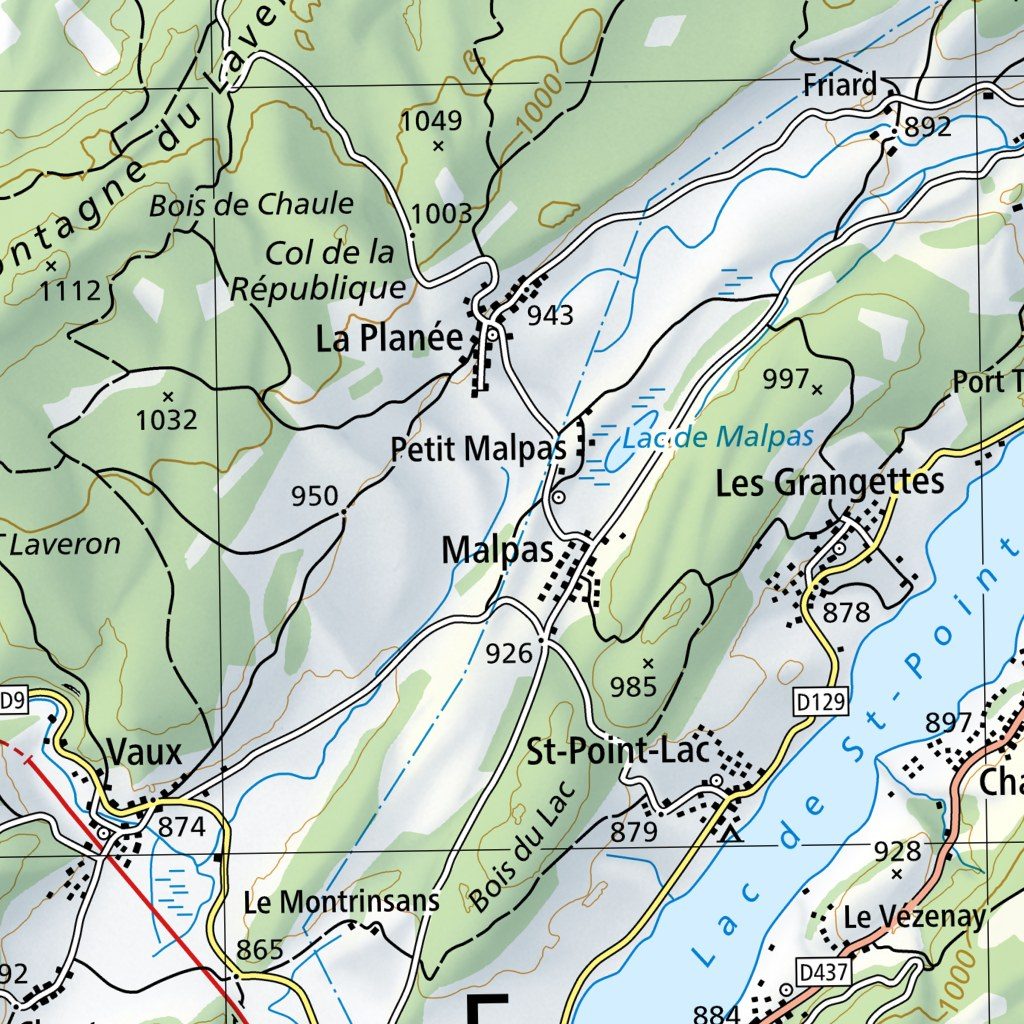 ontagne du Laver
Friard
892
1049
1000
Bois de Chaule
1003
Col de la
République
1112
943
La Planée
997
Port T
1032
Petit Malpas
Lac de Malpas
Les Grangettes
950
Laveron
Malpas
878
926
985
D9
D129
897
Vaux
St-Point-Lac
Cha
874
879
928
Bois du Lac
Lac de St-Point
Le Montrinsans
Le Vézenay
865
92
D437
1000
884
F